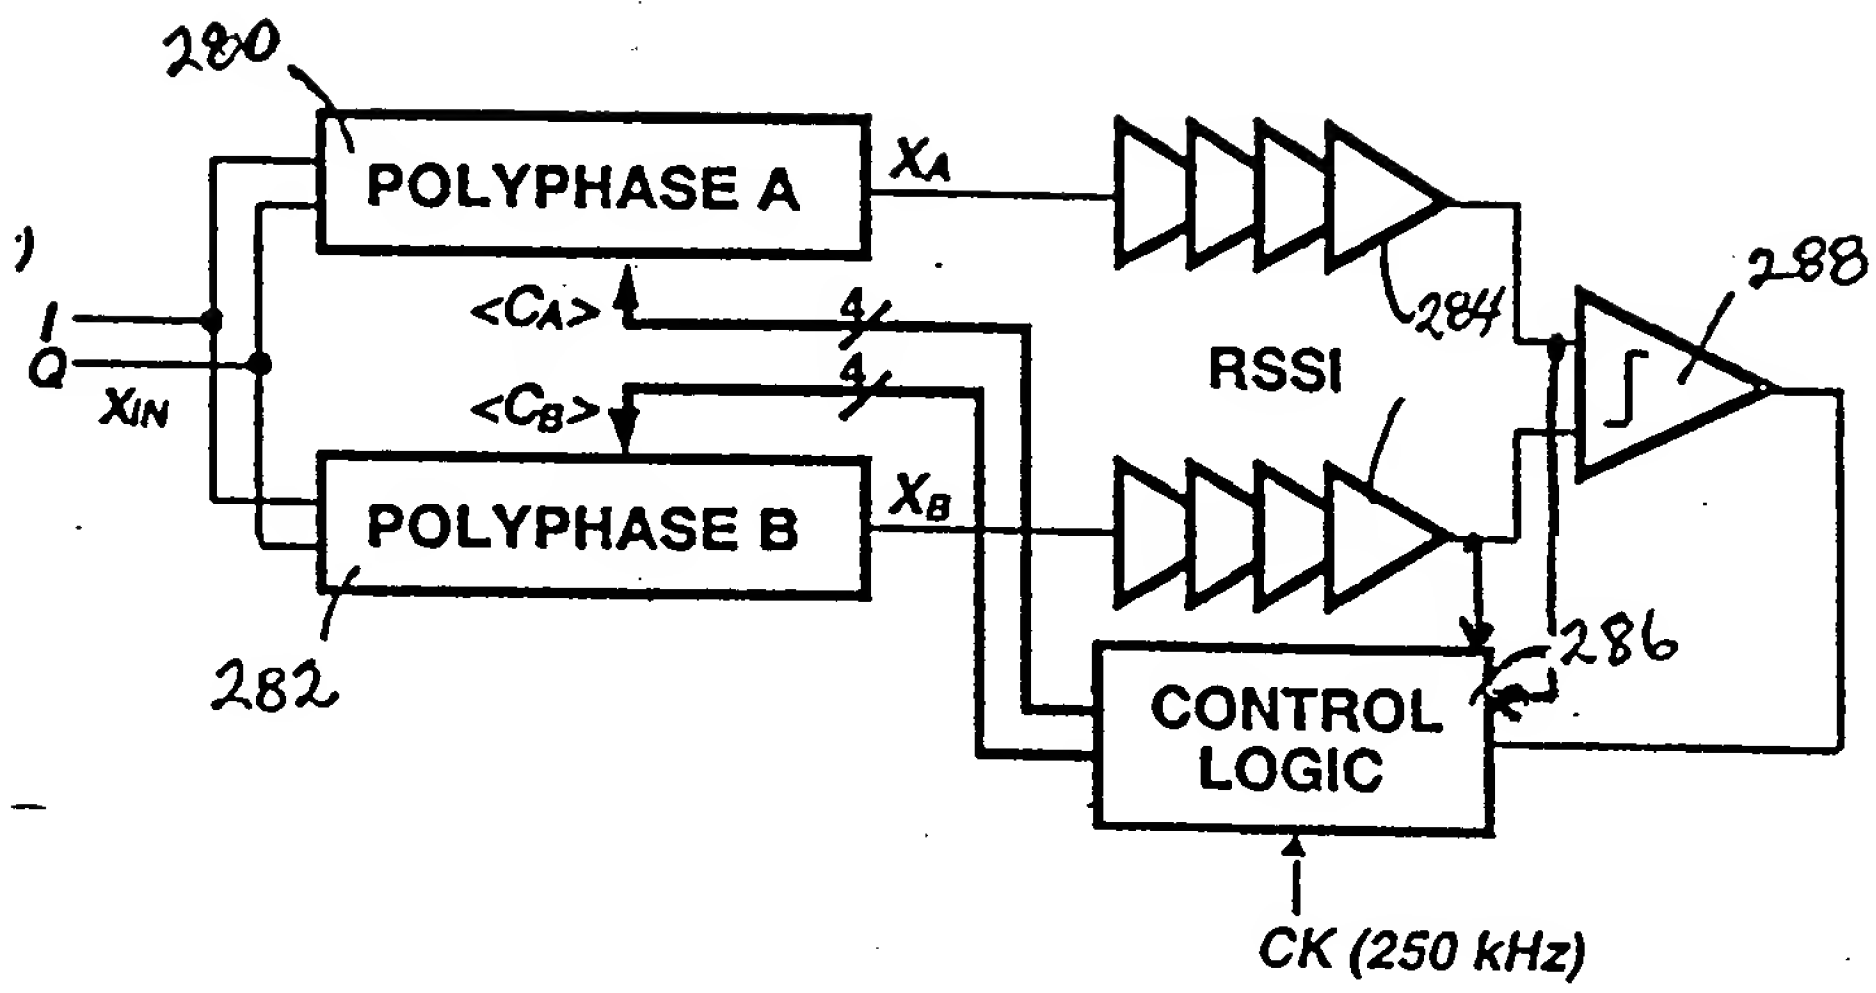 280
POLYPHASE A
XA
288
<CA>
4
284
I
RSSI
Q
4
XIN
<CB>
POLYPHASE B
XB
286
282
CONTROL
LOGIC
CK (250 kHz)